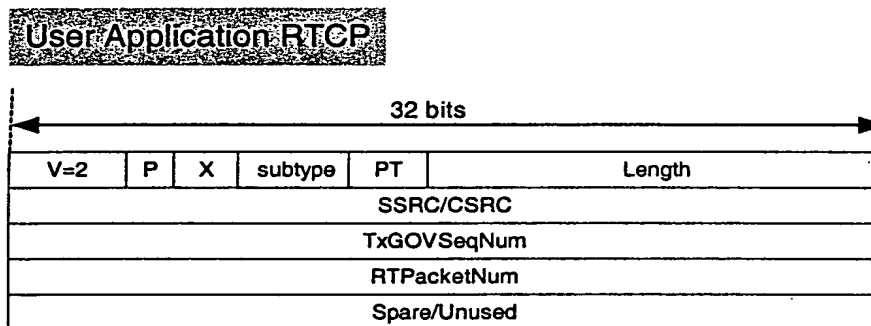 User Application RTCP
32 bits
V=2 P X subtype PT Length
SSRC/CSRC
TxGOVSeqNum
RTPacketNum
Spare/Unused